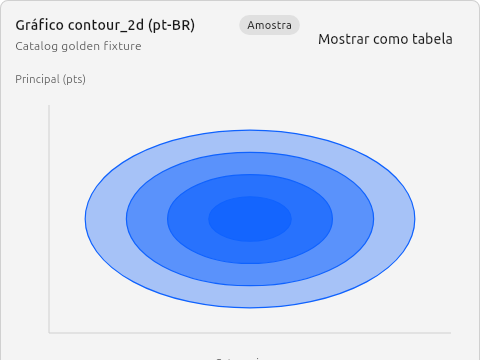 Gráfico contour_2d (pt-BR)
Amostra
Mostrar como tabela
Catalog golden fixture
Principal (pts)